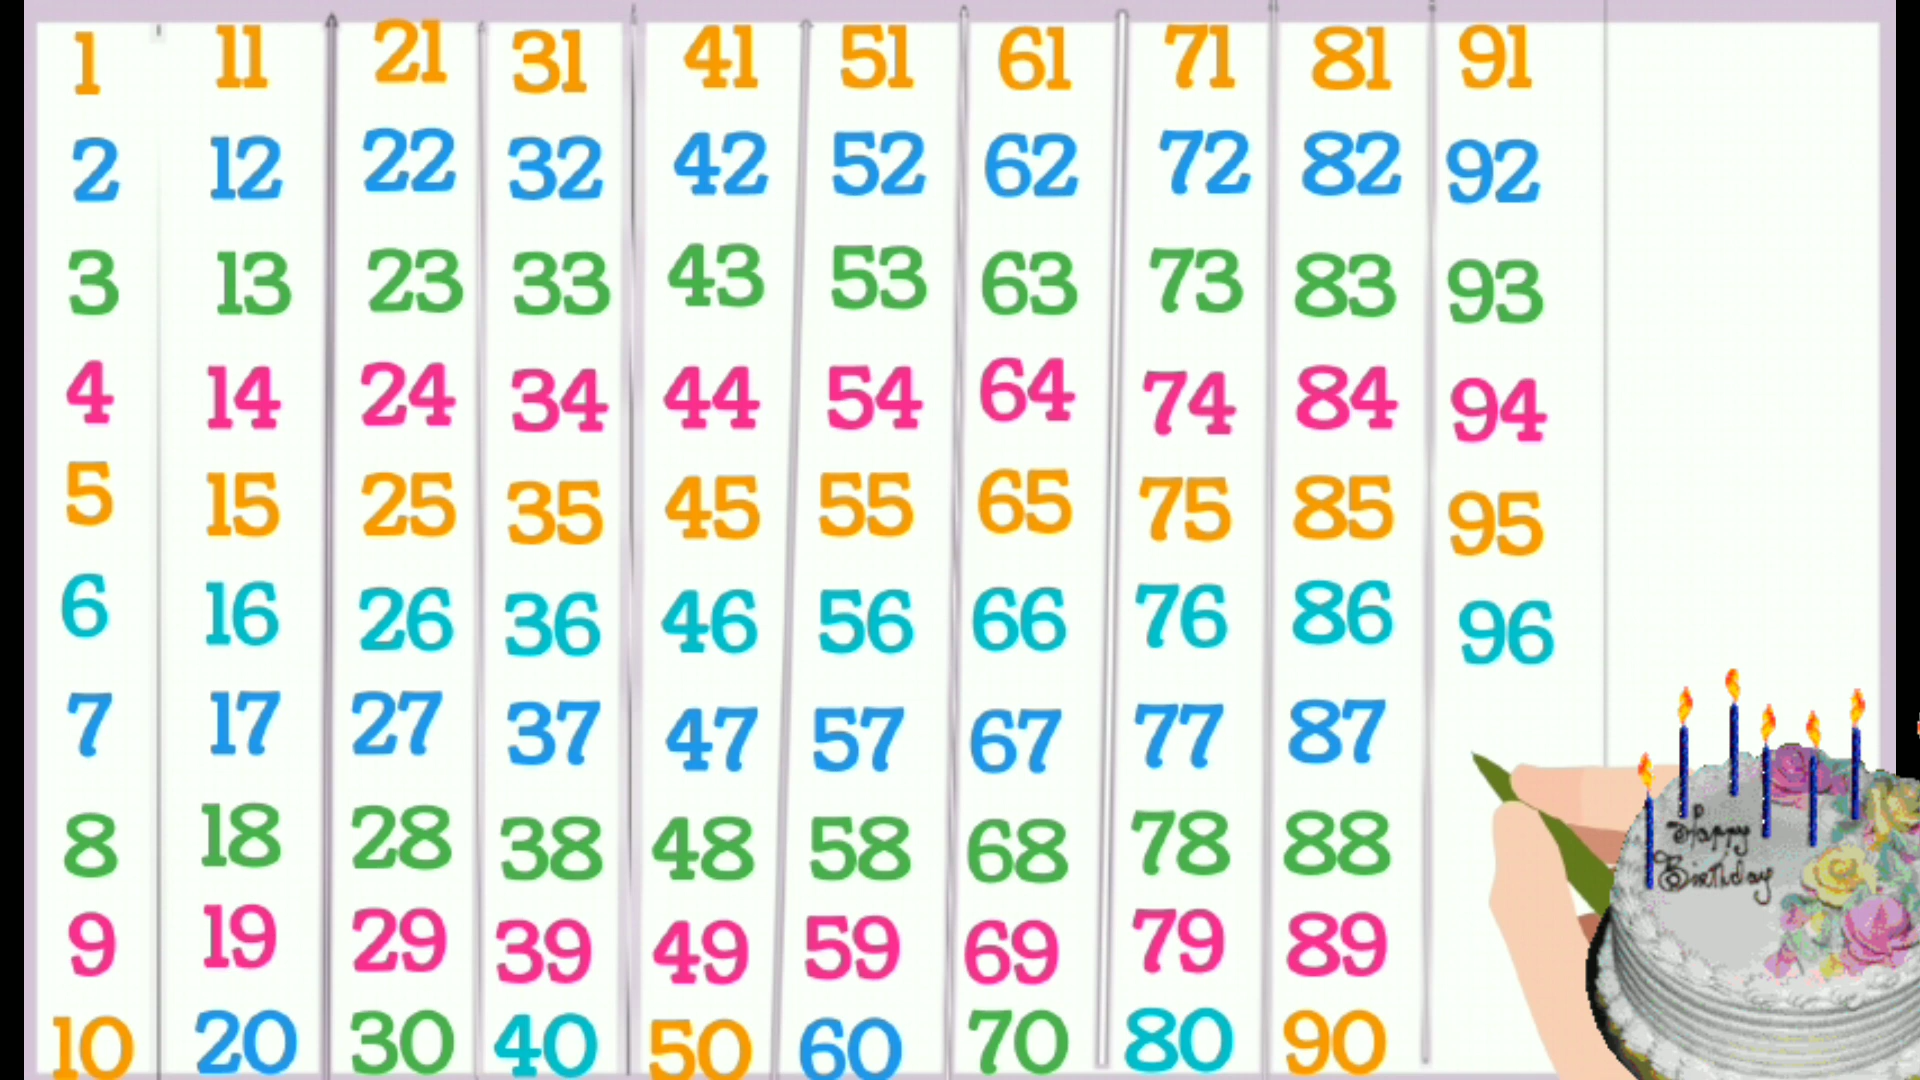 1 11 21 31 41 51 61 71 81 91
2 12 22 32 42 52 62 72 82 92
3 13 23 33 43 53 63 73 83 93
4 14 24 34 44 54 64 74 84 94
5 15 25 35 45 55 65 75 85 95
6 16 26 36 46 56 66 76 86 96
7 17 27 37 47 57 67 77 87
8 18 28 38 48 58 68 78 88
9 19 29 39 49 59 69 79 89
10 20 30 40 50 60 70 80 90
Happy
Birthday